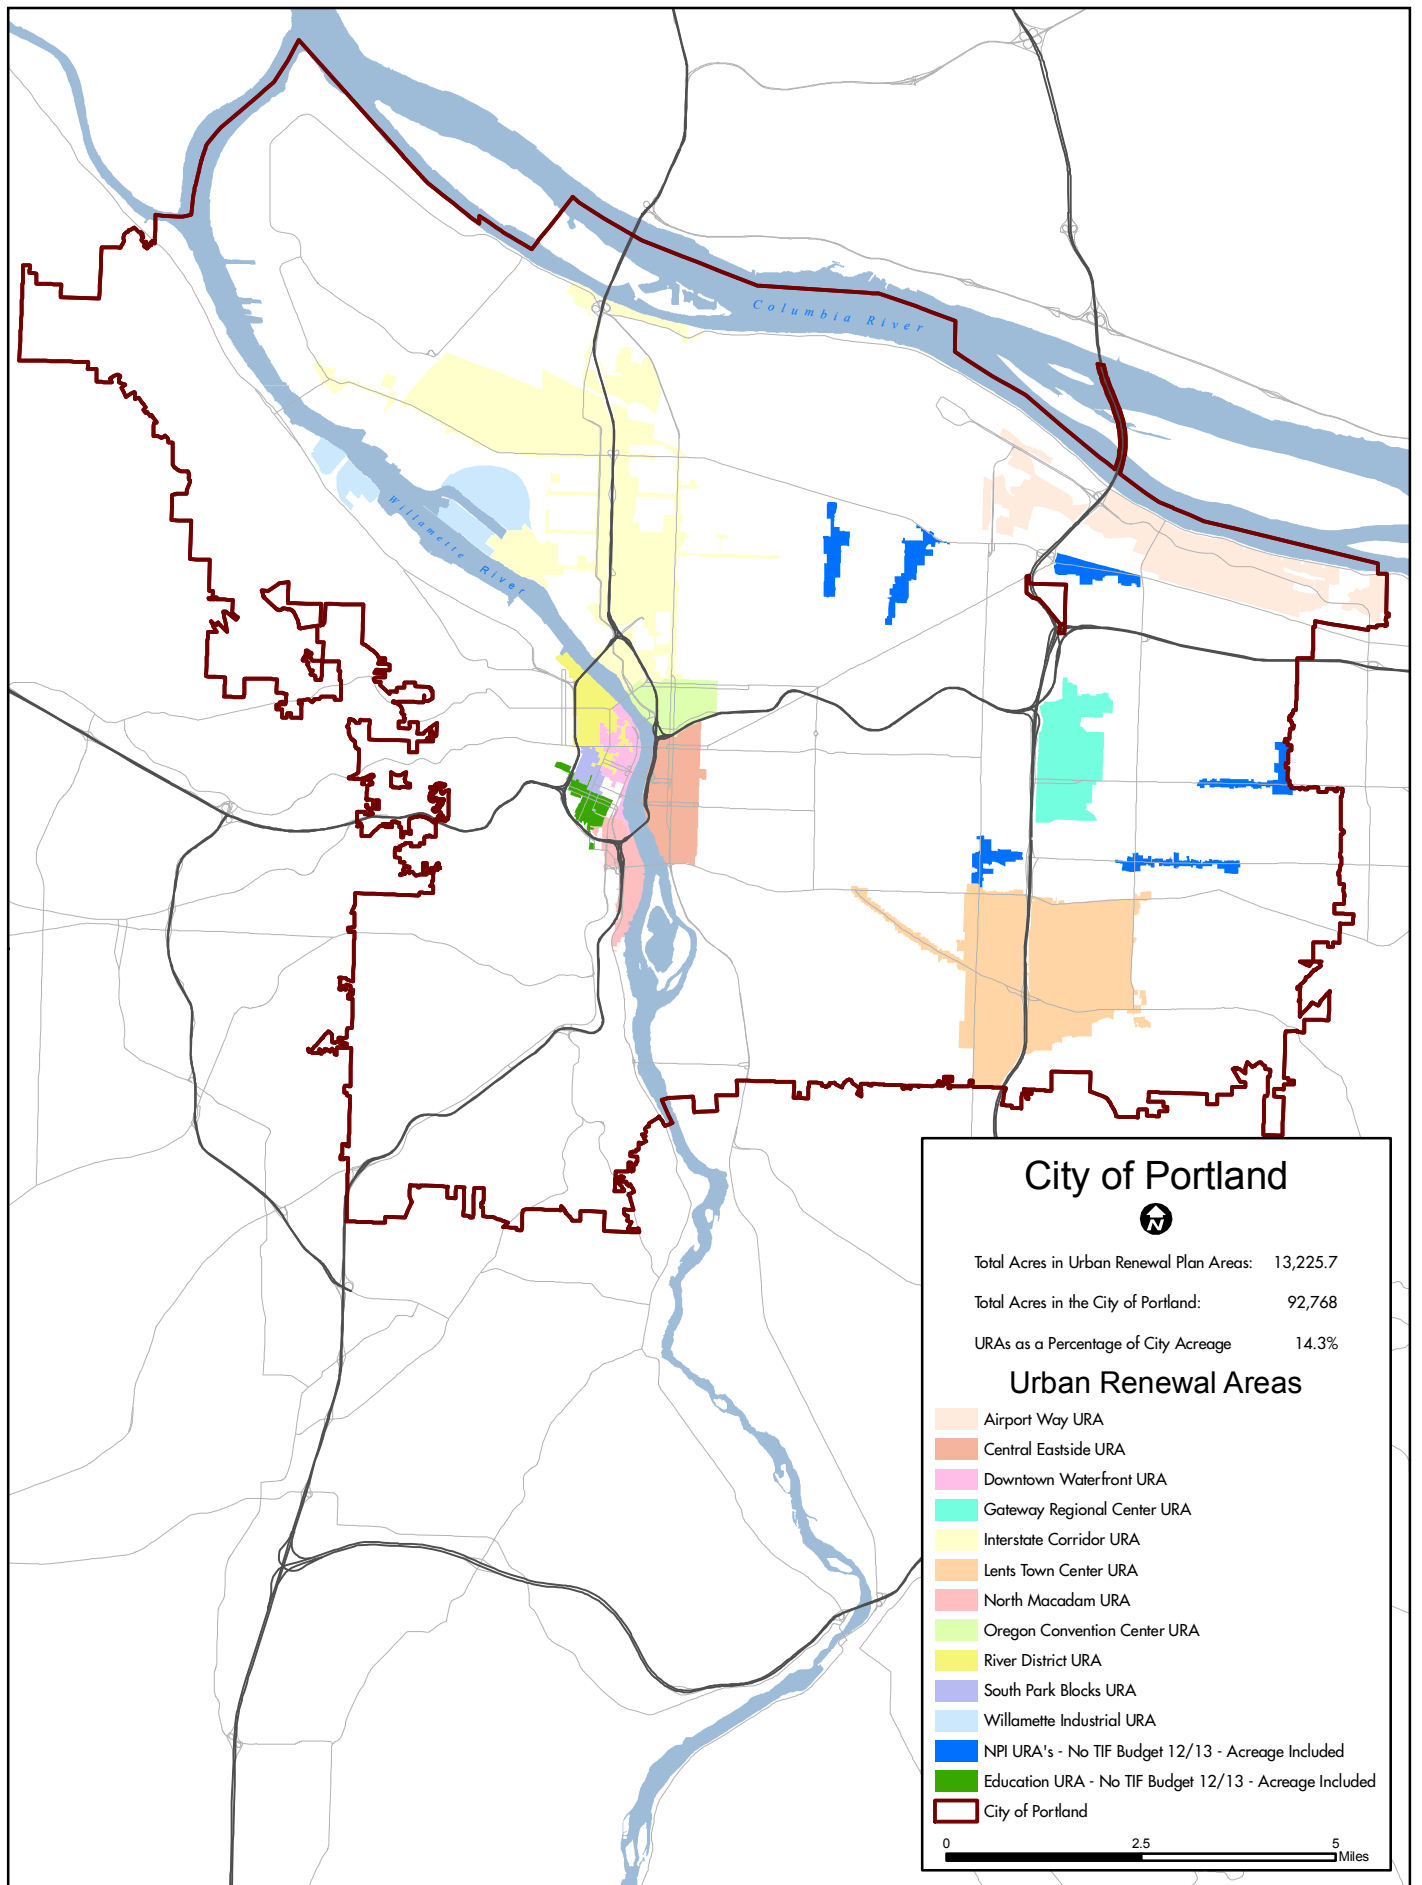 Columbia River
Willamette River
City of Portland
N
Total Acres in Urban Renewal Plan Areas: 13,225.7
Total Acres in the City of Portland: 92,768
URAs as a Percentage of City Acreage 14.3%
Urban Renewal Areas
Airport Way URA
Central Eastside URA
Downtown Waterfront URA
Gateway Regional Center URA
Interstate Corridor URA
Lents Town Center URA
North Macadam URA
Oregon Convention Center URA
River District URA
South Park Blocks URA
Willamette Industrial URA
NPI URA's - No TIF Budget 12/13 - Acreage Included
Education URA - No TIF Budget 12/13 - Acreage Included
City of Portland
0 2.5 5
Miles